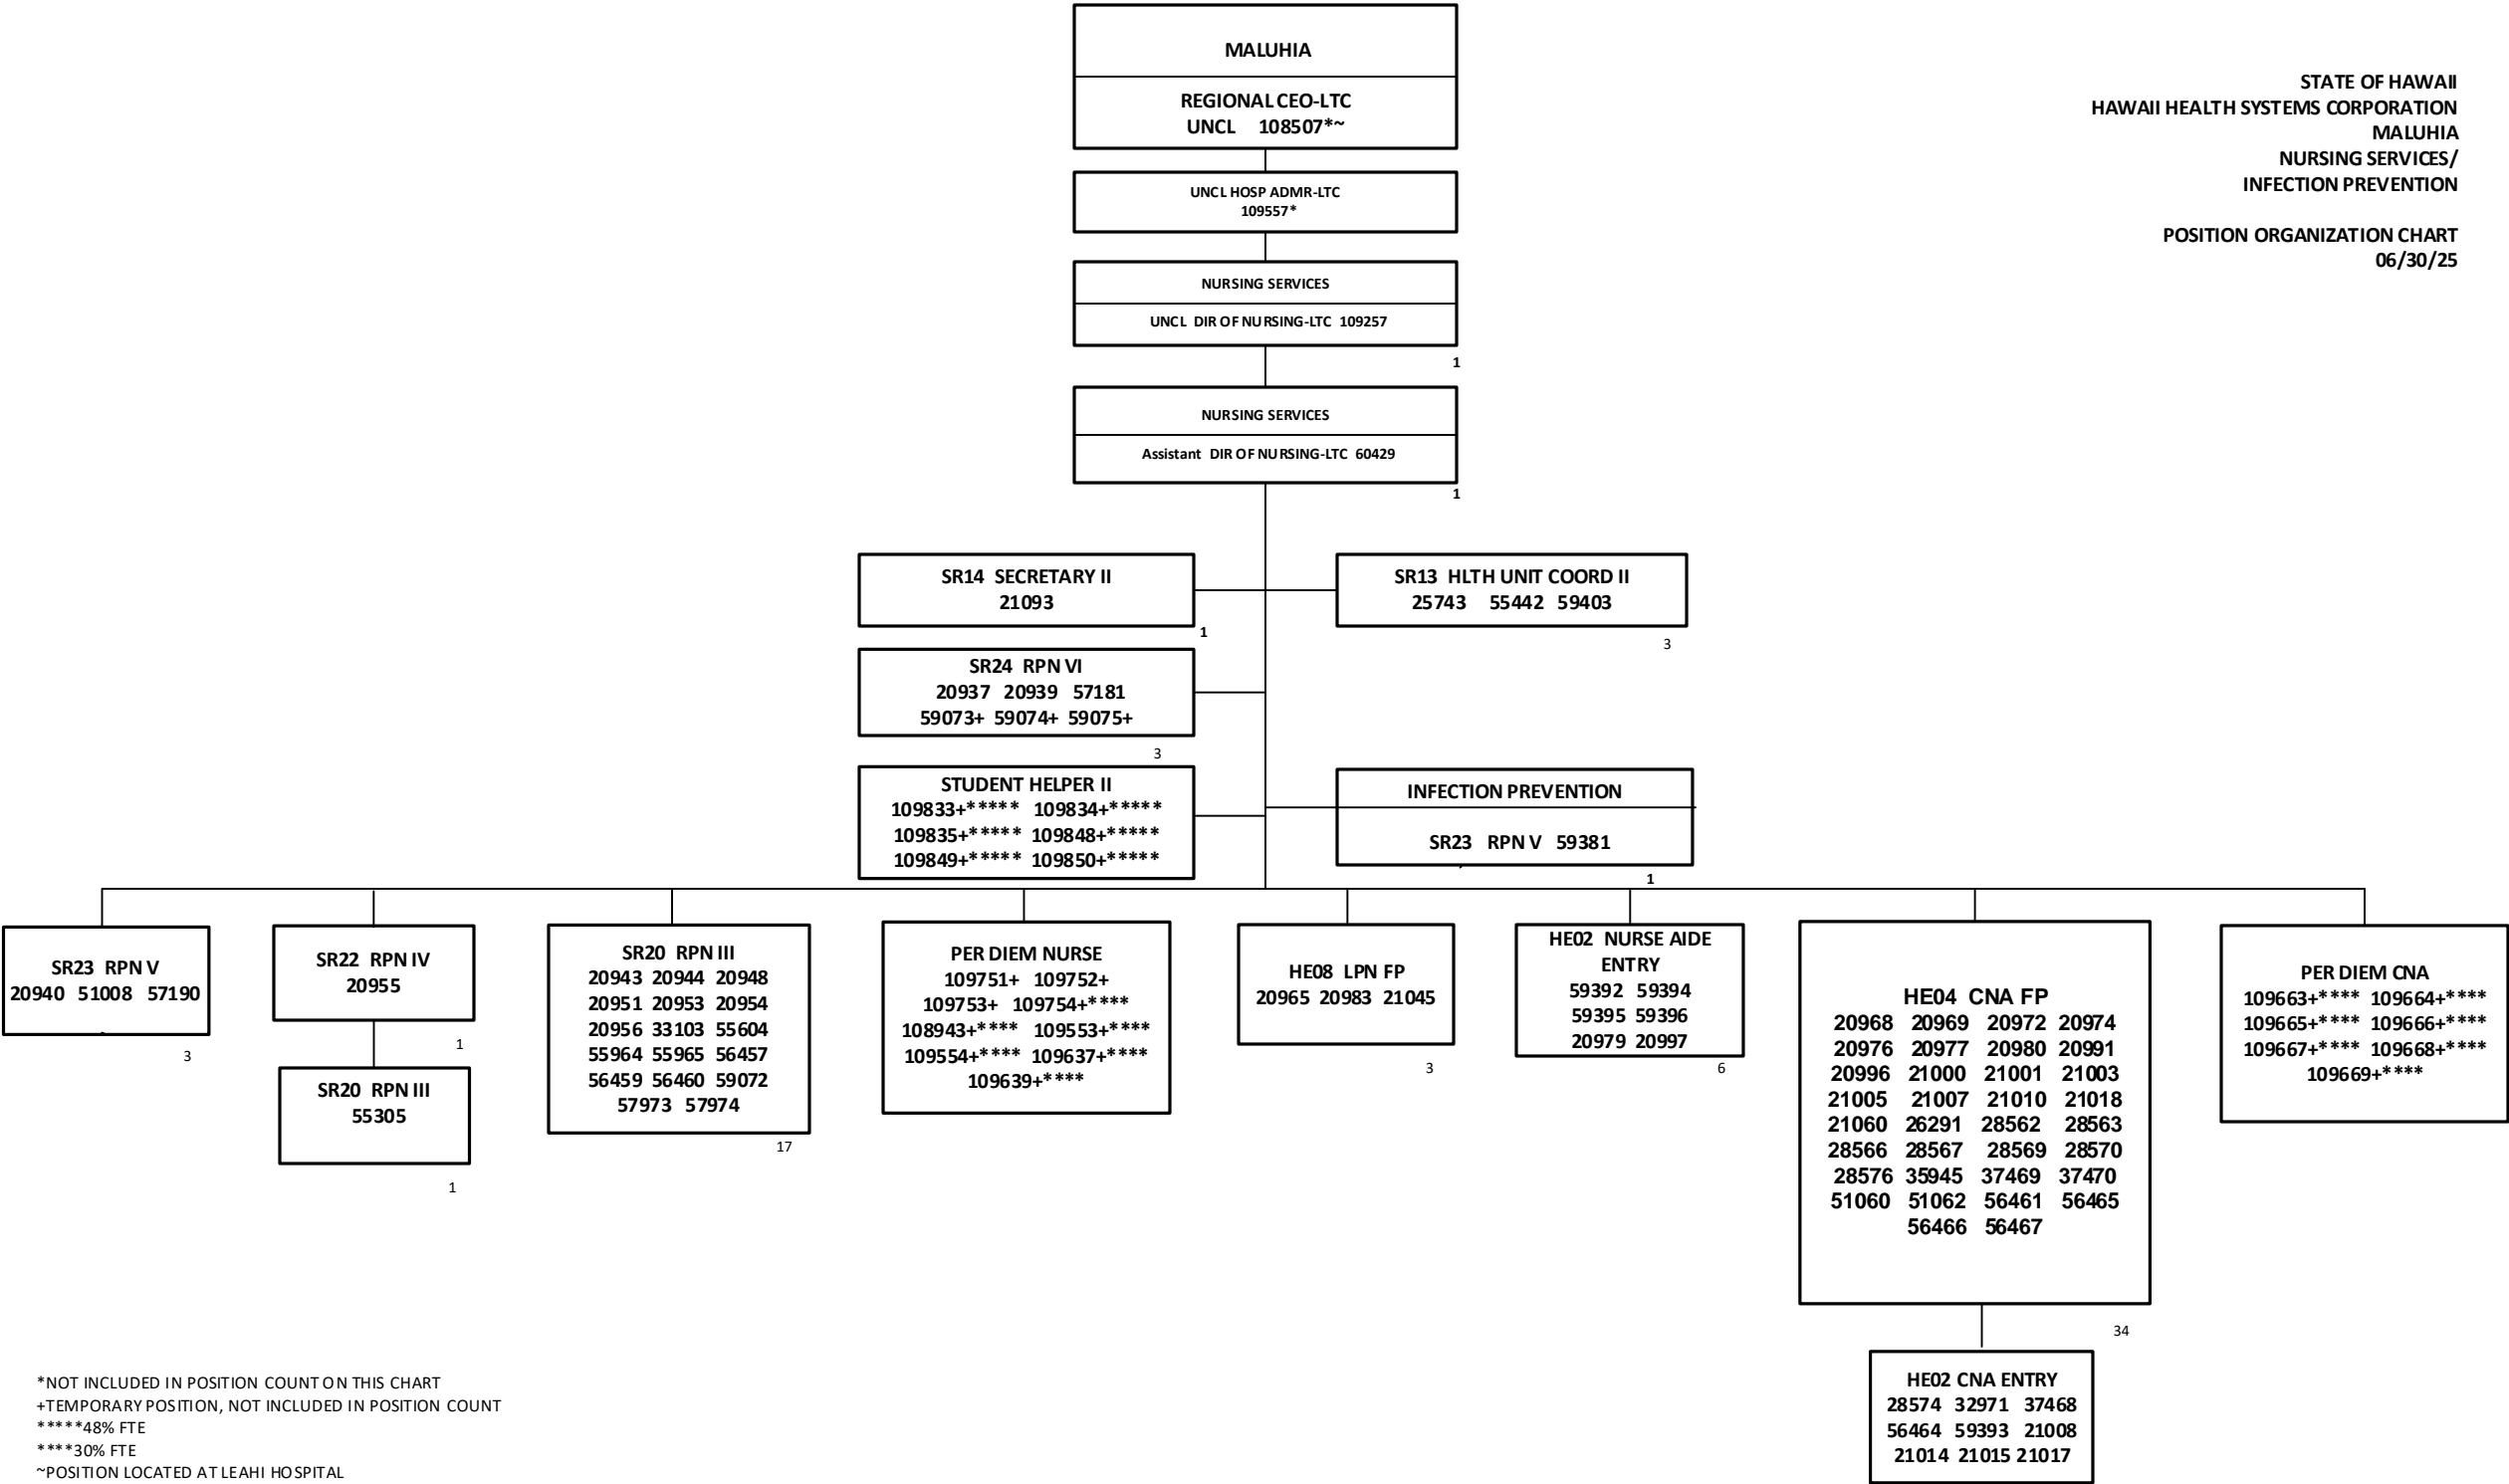 MALUHIA
REGIONAL CEO-LTC
UNCL 108507*~
STATE OF HAWAII
HAWAII HEALTH SYSTEMS CORPORATION
MALUHIA
NURSING SERVICES/
INFECTION PREVENTION
POSITION ORGANIZATION CHART
06/30/25
UNCL HOSP ADMR-LTC
109557*
NURSING SERVICES
UNCL DIR OF NURSING-LTC 109257
1
NURSING SERVICES
Assistant DIR OF NURSING-LTC 60429
1
SR14 SECRETARY II
21093
1
SR13 HLTH UNIT COORD II
25743 55442 59403
3
SR24 RPN VI
20937 20939 57181
59073+ 59074+ 59075+
3
STUDENT HELPER II
109833+***** 109834+*****
109835+***** 109848+*****
109849+***** 109850+*****
INFECTION PREVENTION
SR23 RPN V 59381
1
SR23 RPN V
20940 51008 57190
3
SR22 RPN IV
20955
1
SR20 RPN III
55305
1
SR20 RPN III
20943 20944 20948
20951 20953 20954
20956 33103 55604
55964 55965 56457
56459 56460 59072
57973 57974
17
PER DIEM NURSE
109751+ 109752+
109753+ 109754+****
108943+**** 109553+****
109554+**** 109637+****
109639+****
HE08 LPN FP
20965 20983 21045
3
HE02 NURSE AIDE
ENTRY
59392 59394
59395 59396
20979 20997
6
HE04 CNA FP
20968 20969 20972 20974
20976 20977 20980 20991
20996 21000 21001 21003
21005 21007 21010 21018
21060 26291 28562 28563
28566 28567 28569 28570
28576 35945 37469 37470
51060 51062 56461 56465
56466 56467
34
HE02 CNA ENTRY
28574 32971 37468
56464 59393 21008
21014 21015 21017
PER DIEM CNA
109663+**** 109664+****
109665+**** 109666+****
109667+**** 109668+****
109669+****
*NOT INCLUDED IN POSITION COUNT ON THIS CHART
+TEMPORARY POSITION, NOT INCLUDED IN POSITION COUNT
*****48% FTE
****30% FTE
~POSITION LOCATED AT LEAHI HOSPITAL